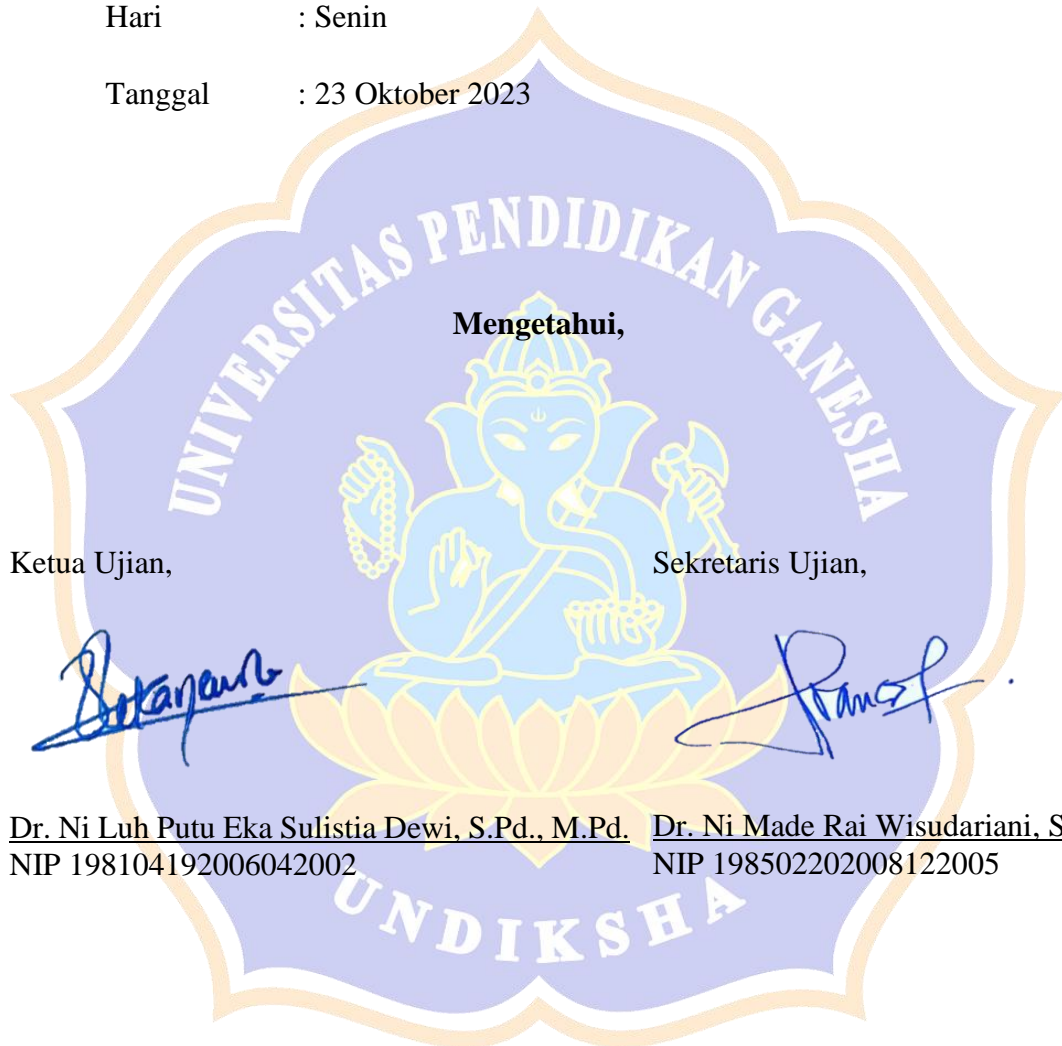 Hari : Senin
Tanggal : 23 Oktober 2023
UNIVERSITAS PENDIDIKAN GANESHA
Mengetahui,
Ketua Ujian, Sekretaris Ujian,
Dr. Ni Luh Putu Eka Sulistia Dewi, S.Pd., M.Pd. Dr. Ni Made Rai Wisudariani, S
NIP 198104192006042002 NIP 198502202008122005
UNDIKSHA